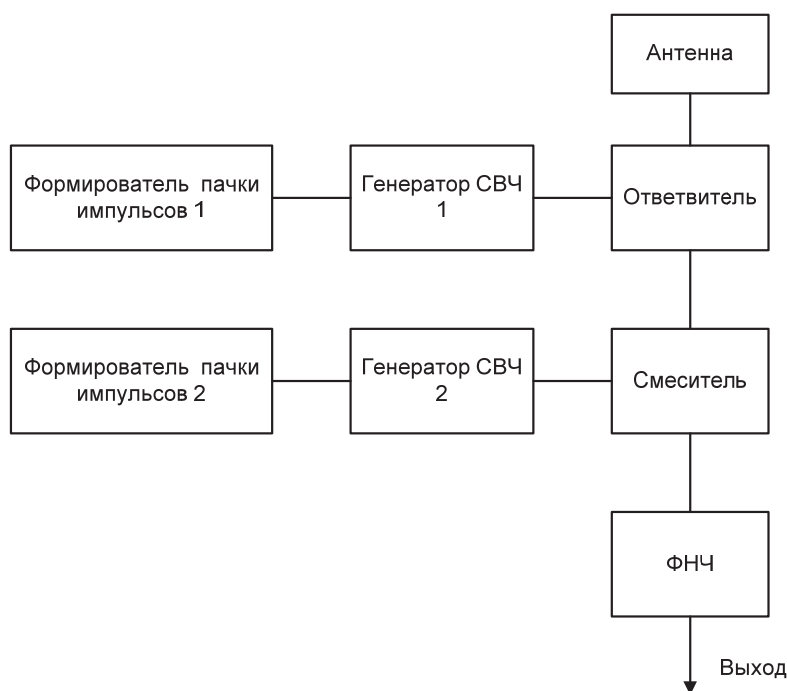 Антенна
Формирователь пачки
импульсов 1
Генератор СВЧ
1
Ответвитель
Формирователь пачки
импульсов 2
Генератор СВЧ
2
Смеситель
ФНЧ
Выход